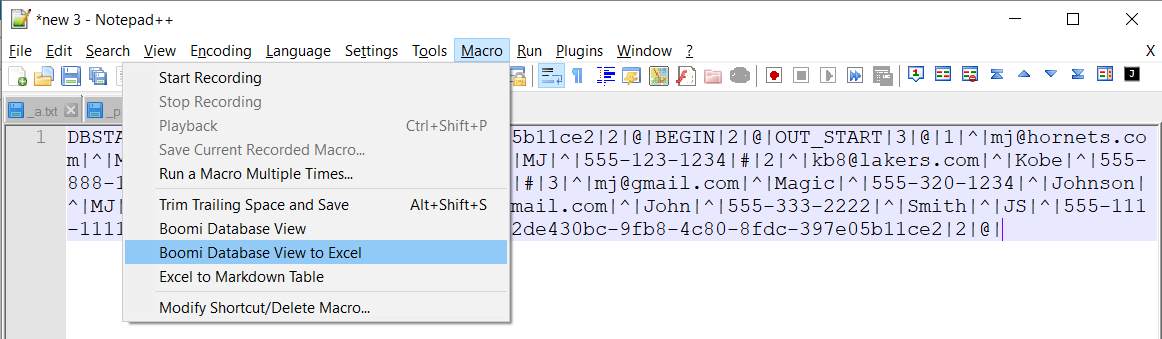 *new 3 - Notepad++
File Edit Search View Encoding Language Settings Tools Macro Run Plugins Window ? X
_a.txt _p
Start Recording
Stop Recording
Playback Ctrl+Shift+P
Save Current Recorded Macro...
Run a Macro Multiple Times...
Trim Trailing Space and Save Alt+Shift+S
Boomi Database View
Boomi Database View to Excel
Excel to Markdown Table
Modify Shortcut/Delete Macro...
1 DBSTA 5b11ce2|2|@|BEGIN|2|@|OUT_START|3|@|1|^|mj@hornets.co
m|^|M |MJ|^|555-123-1234|#|2|^|kb8@lakers.com|^|Kobe|^|555-
888-1 |#|3|^|mj@gmail.com|^|Magic|^|555-320-1234|^|Johnson|
^|MJ| mail.com|^|John|^|555-333-2222|^|Smith|^|JS|^|555-111
-1111 2de430bc-9fb8-4c80-8fdc-397e05b11ce2|2|@|